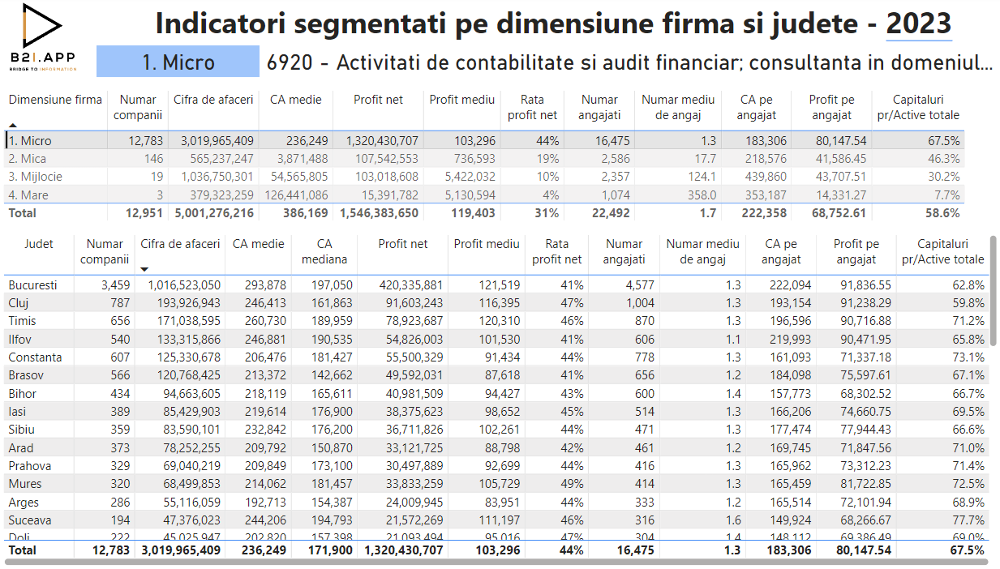 Indicatori segmentati pe dimensiune firma si judete - 2023
B2I.APP
BRIDGE TO INFORMATION
1. Micro
6920 - Activitati de contabilitate si audit financiar; consultanta in domeniul...
Dimensiune firma Numar companii Cifra de afaceri CA medie Profit net Profit mediu Rata profit net Numar angajati Numar mediu de angaj CA pe angajat Profit pe angajat Capitaluri pr/Active totale
1. Micro 12,783 3,019,965,409 236,249 1,320,430,707 103,296 44% 16,475 1.3 183,306 80,147.54 67.5%
2. Mica 146 565,237,247 3,871,488 107,542,553 736,593 19% 2,586 17.7 218,576 41,586.45 46.3%
3. Mijlocie 19 1,036,750,301 54,565,805 103,018,608 5,422,032 10% 2,357 124.1 439,860 43,707.51 30.2%
4. Mare 3 379,323,259 126,441,086 15,391,782 5,130,594 4% 1,074 358.0 353,187 14,331.27 7.7%
Total 12,951 5,001,276,216 386,169 1,546,383,650 119,403 31% 22,492 1.7 222,358 68,752.61 58.6%
Judet Numar companii Cifra de afaceri CA medie CA mediana Profit net Profit mediu Rata profit net Numar angajati Numar mediu de angaj CA pe angajat Profit pe angajat Capitaluri pr/Active totale
Bucuresti 3,459 1,016,523,050 293,878 197,050 420,335,881 121,519 41% 4,577 1.3 222,094 91,836.55 62.8%
Cluj 787 193,926,943 246,413 161,863 91,603,243 116,395 47% 1,004 1.3 193,154 91,238.29 59.8%
Timis 656 171,038,595 260,730 189,959 78,923,687 120,310 46% 870 1.3 196,596 90,716.88 71.2%
Ilfov 540 133,315,866 246,881 190,535 54,826,003 101,530 41% 606 1.1 219,993 90,471.95 65.8%
Constanta 607 125,330,678 206,476 181,427 55,500,329 91,434 44% 778 1.3 161,093 71,337.18 73.1%
Brasov 566 120,768,425 213,372 142,662 49,592,031 87,618 41% 656 1.2 184,098 75,597.61 67.1%
Bihor 434 94,663,605 218,119 165,611 40,981,509 94,427 43% 600 1.4 157,773 68,302.52 66.7%
Iasi 389 85,429,903 219,614 176,900 38,375,623 98,652 45% 514 1.3 166,206 74,660.75 69.5%
Sibiu 359 83,590,101 232,842 176,200 36,711,826 102,261 44% 471 1.3 177,474 77,944.43 66.6%
Arad 373 78,252,255 209,792 150,870 33,121,725 88,798 42% 461 1.2 169,745 71,847.56 71.0%
Prahova 329 69,040,219 209,849 173,100 30,497,889 92,699 44% 416 1.3 165,962 73,312.23 71.4%
Mures 320 68,499,853 214,062 181,457 33,833,259 105,729 49% 414 1.3 165,459 81,722.85 72.5%
Arges 286 55,116,059 192,713 154,387 24,009,945 83,951 44% 333 1.2 165,514 72,101.94 68.9%
Suceava 194 47,376,023 244,206 194,793 21,572,269 111,197 46% 316 1.6 149,924 68,266.67 77.7%
Dolj 222 45,025,947 202,820 157,398 21,093,494 95,016 47% 304 1.4 148,112 69,386.49 69.0%
Total 12,783 3,019,965,409 236,249 171,900 1,320,430,707 103,296 44% 16,475 1.3 183,306 80,147.54 67.5%